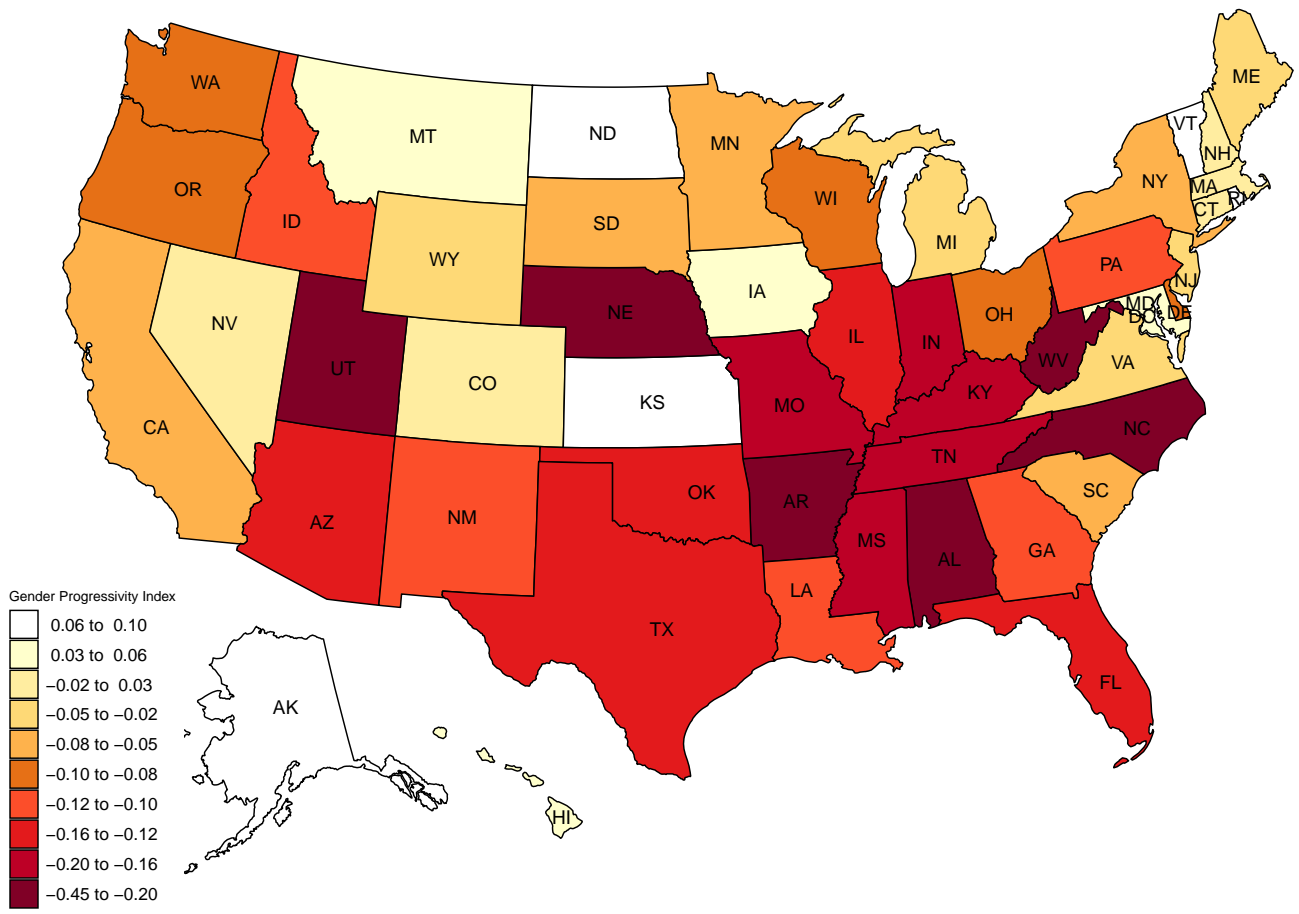 ME
WA
VT
ND
MT
MN
NH
NY
MA
OR
WI
RI
CT
ID
SD
MI
WY
PA
NJ
IA
MD
NE
DE
OH
DC
NV
IL
IN
WV
VA
UT
CO
KY
KS
MO
CA
NC
TN
SC
OK
AR
NM
AZ
MS
GA
AL
LA
TX
FL
AK
HI
Gender Progressivity Index
0.06 to 0.10
0.03 to 0.06
−0.02 to 0.03
−0.05 to −0.02
−0.08 to −0.05
−0.10 to −0.08
−0.12 to −0.10
−0.16 to −0.12
−0.20 to −0.16
−0.45 to −0.20